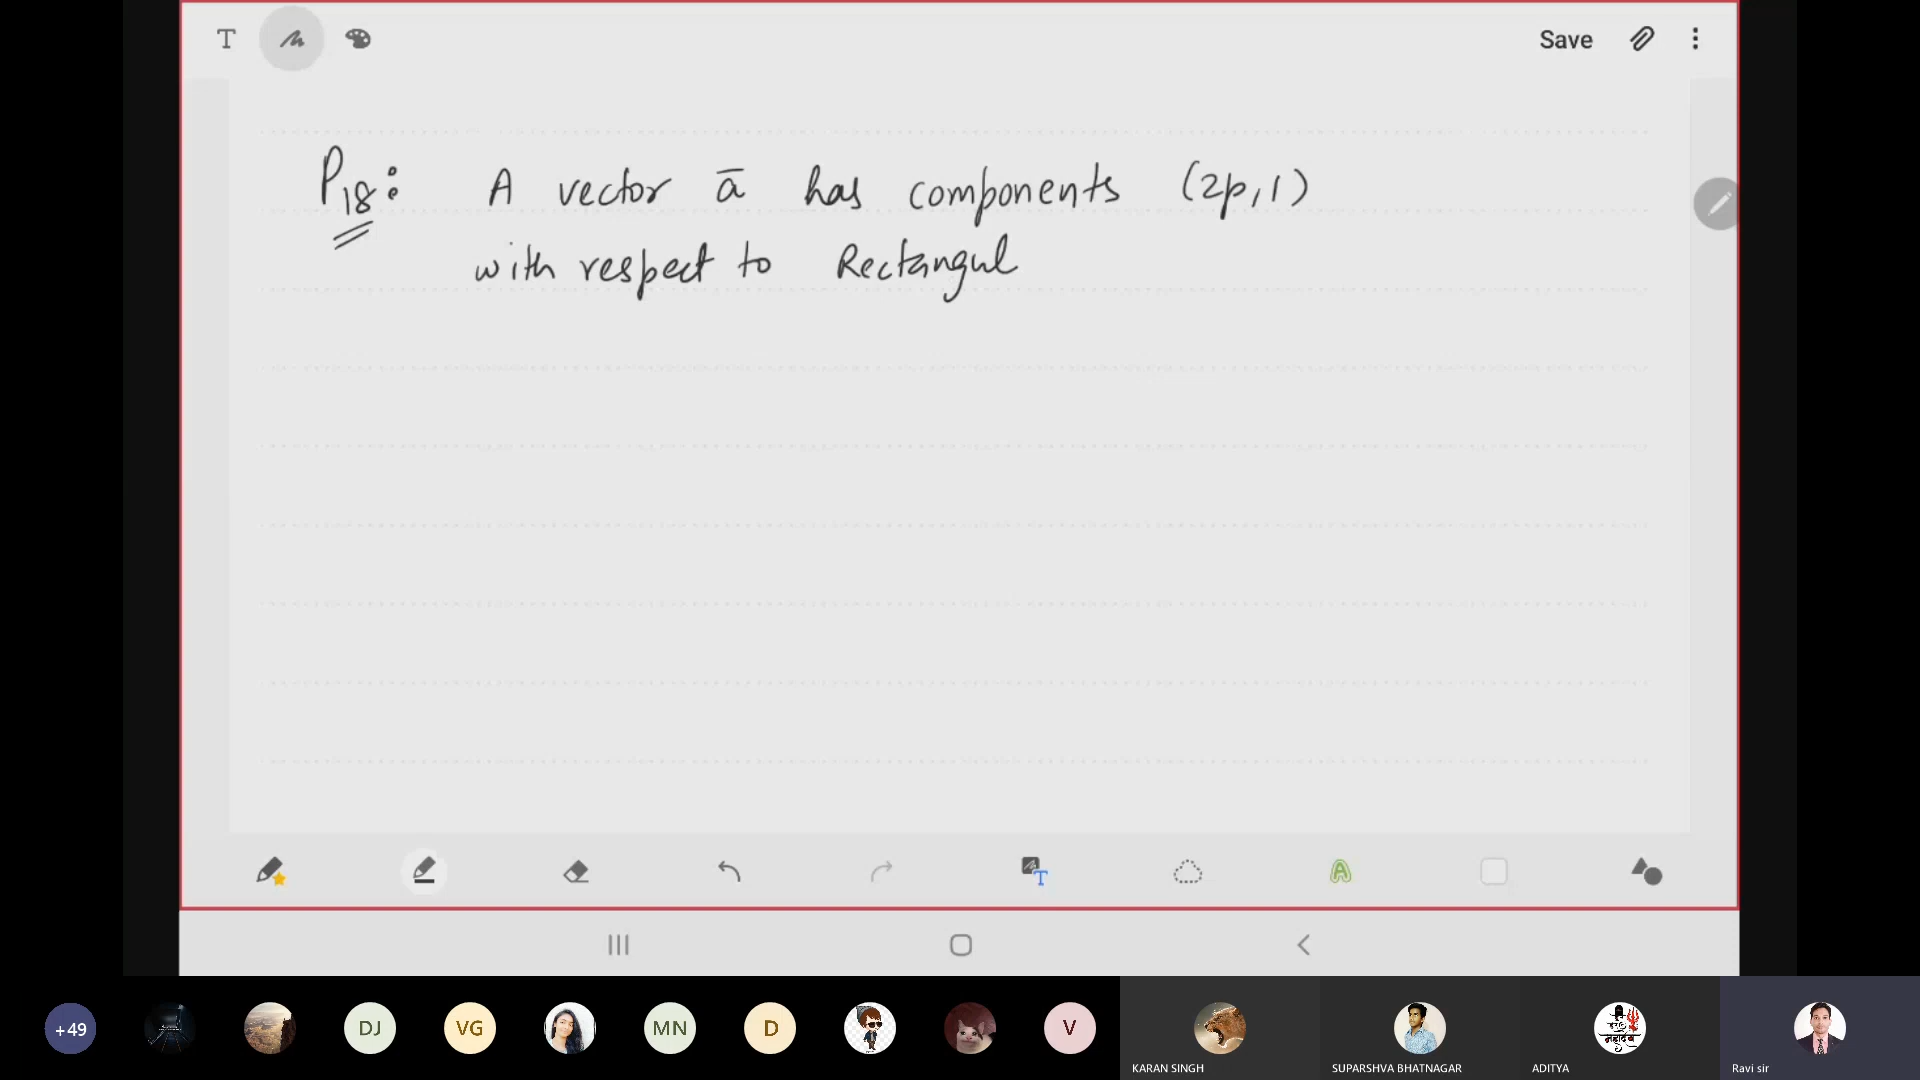 T
Save
P18: A vector ā has components (2p,1)
with respect to Rectangul
T
A
+49
DJ
VG
MN
D
V
KARAN SINGH
SUPARSHVA BHATNAGAR
ADITYA
Ravi sir